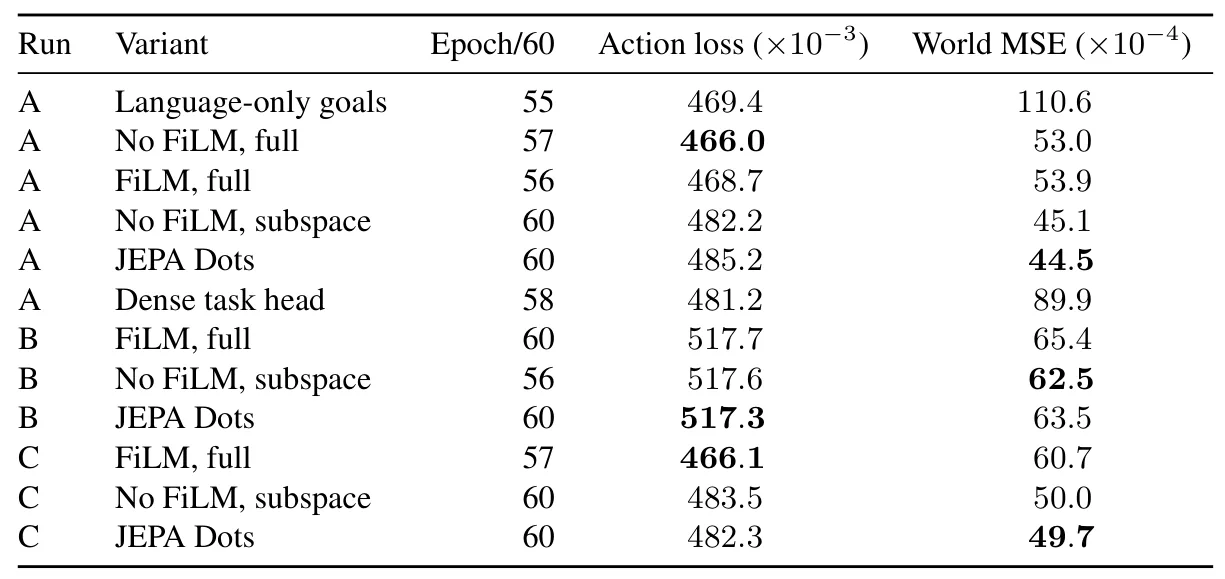 Run Variant Epoch/60 Action loss (×10⁻³) World MSE (×10⁻⁴)
A Language-only goals 55 469.4 110.6
A No FiLM, full 57 466.0 53.0
A FiLM, full 56 468.7 53.9
A No FiLM, subspace 60 482.2 45.1
A JEPA Dots 60 485.2 44.5
A Dense task head 58 481.2 89.9
B FiLM, full 60 517.7 65.4
B No FiLM, subspace 56 517.6 62.5
B JEPA Dots 60 517.3 63.5
C FiLM, full 57 466.1 60.7
C No FiLM, subspace 60 483.5 50.0
C JEPA Dots 60 482.3 49.7